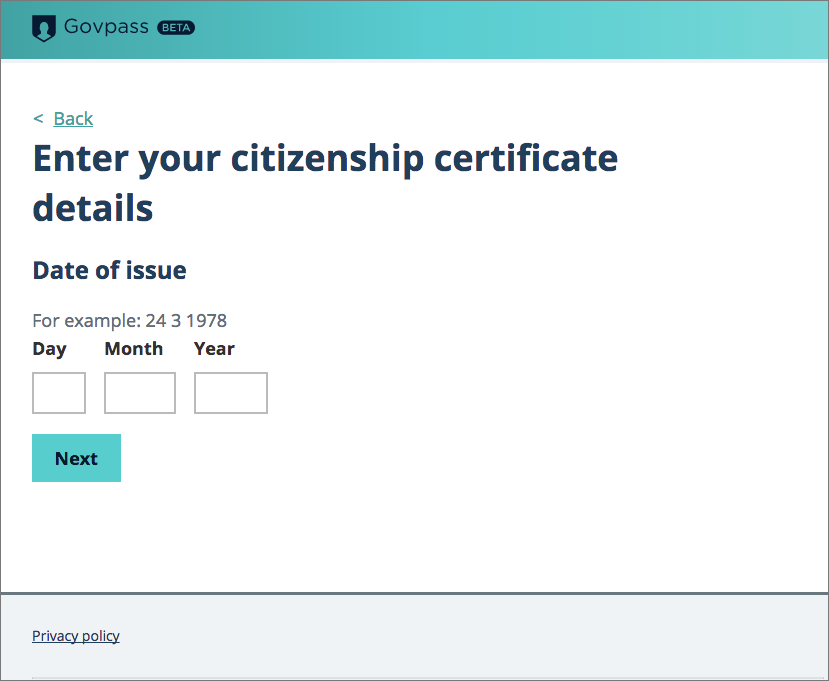 Govpass BETA
< Back
Enter your citizenship certificate
details
Date of issue
For example: 24 3 1978
Day Month Year
Next
Privacy policy